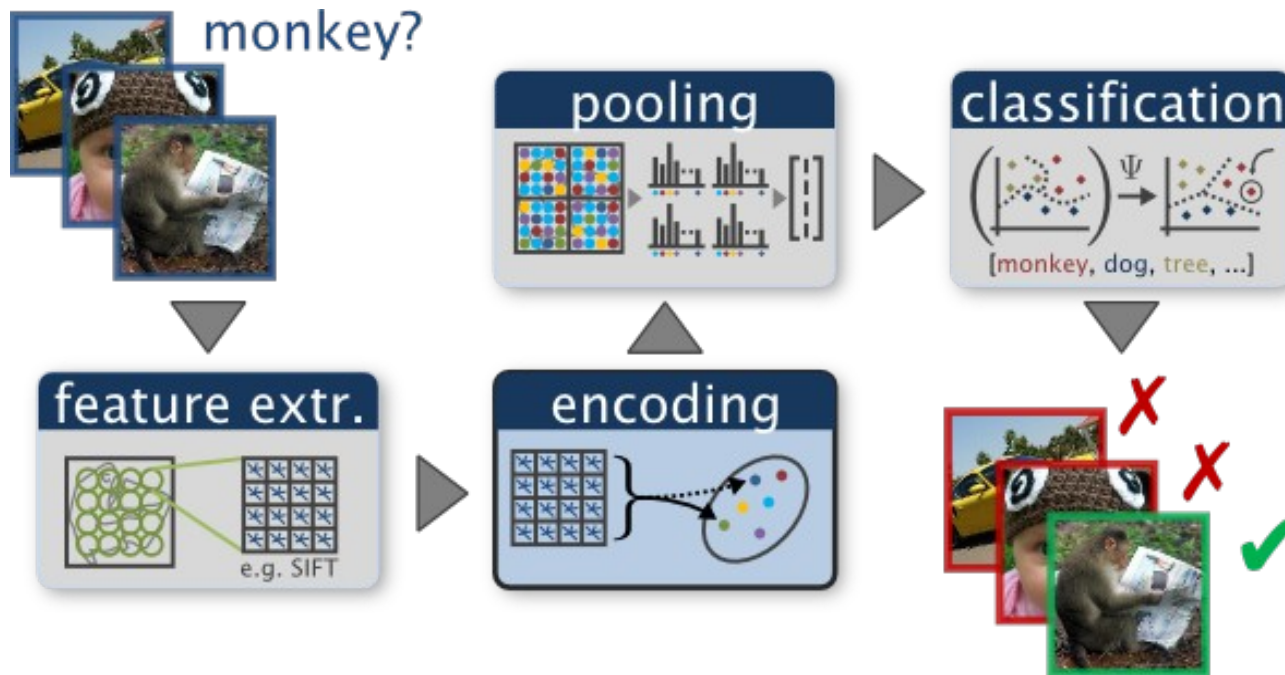 monkey?
feature extr.
e.g. SIFT
encoding
pooling
classification
Ψ
[monkey, dog, tree, ...]